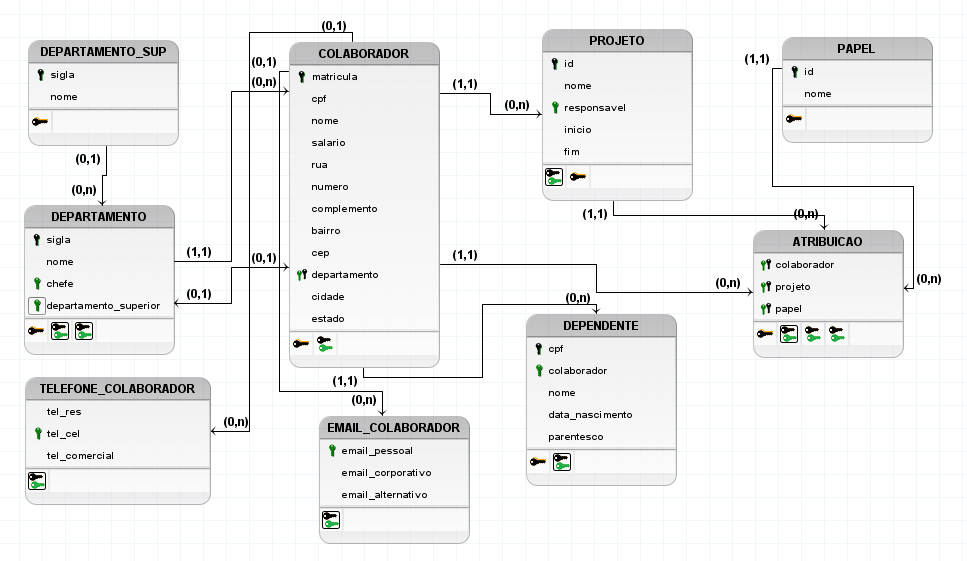 DEPARTAMENTO_SUP
sigla
nome
(0,1)
(0,n)
DEPARTAMENTO
sigla
nome
chefe
departamento_superior
(1,1)
(0,1)
(0,1)
TELEFONE_COLABORADOR
tel_res
tel_cel
tel_comercial
(0,n)
(0,1)
(0,1)
(0,n)
COLABORADOR
matricula
cpf
nome
salario
rua
numero
complemento
bairro
cep
departamento
cidade
estado
(1,1)
(0,n)
(1,1)
(0,n)
(1,1)
(0,n)
EMAIL_COLABORADOR
email_pessoal
email_corporativo
email_alternativo
(0,n)
DEPENDENTE
cpf
colaborador
nome
data_nascimento
parentesco
PROJETO
id
nome
responsavel
inicio
fim
(1,1)
(0,n)
PAPEL
id
nome
(1,1)
(0,n)
ATRIBUICAO
colaborador
projeto
papel